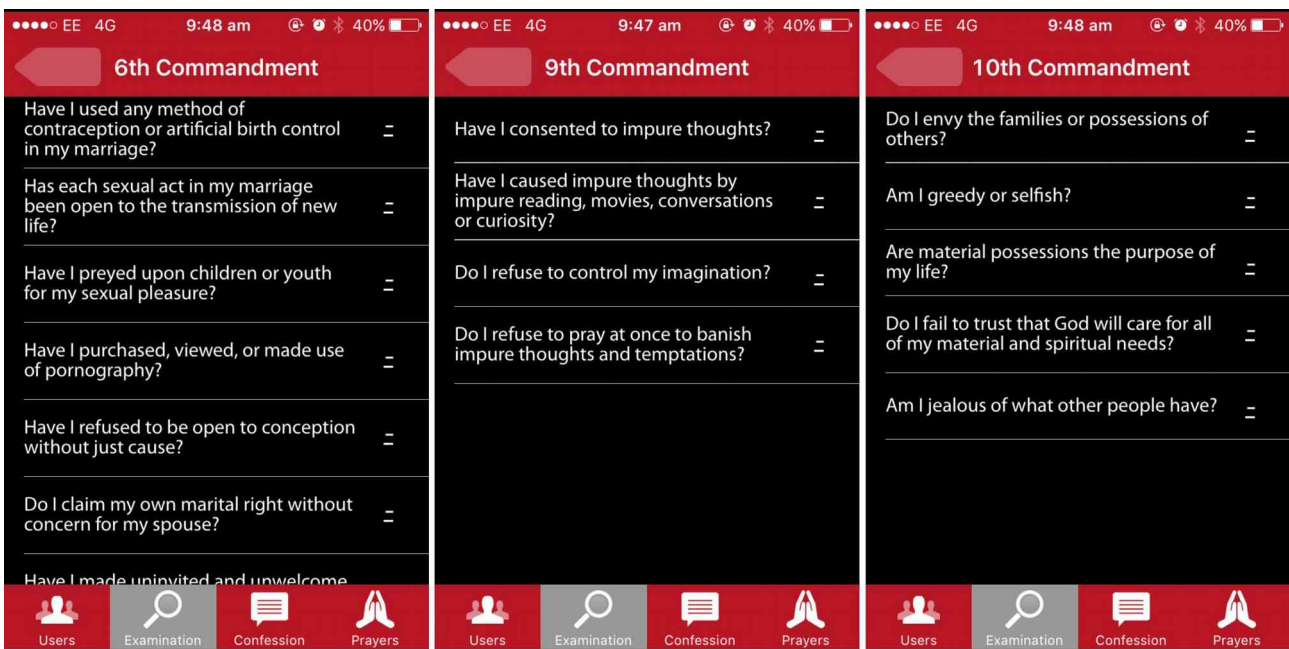 EE 4G 9:48 am 40%
6th Commandment
Have I used any method of
contraception or artificial birth control
in my marriage?
Has each sexual act in my marriage
been open to the transmission of new
life?
Have I preyed upon children or youth
for my sexual pleasure?
Have I purchased, viewed, or made use
of pornography?
Have I refused to be open to conception
without just cause?
Do I claim my own marital right without
concern for my spouse?
Have I made uninvited and unwelcome
Users Examination Confession Prayers
EE 4G 9:47 am 40%
9th Commandment
Have I consented to impure thoughts?
Have I caused impure thoughts by
impure reading, movies, conversations
or curiosity?
Do I refuse to control my imagination?
Do I refuse to pray at once to banish
impure thoughts and temptations?
Users Examination Confession Prayers
EE 4G 9:48 am 40%
10th Commandment
Do I envy the families or possessions of
others?
Am I greedy or selfish?
Are material possessions the purpose of
my life?
Do I fail to trust that God will care for all
of my material and spiritual needs?
Am I jealous of what other people have?
Users Examination Confession Prayers